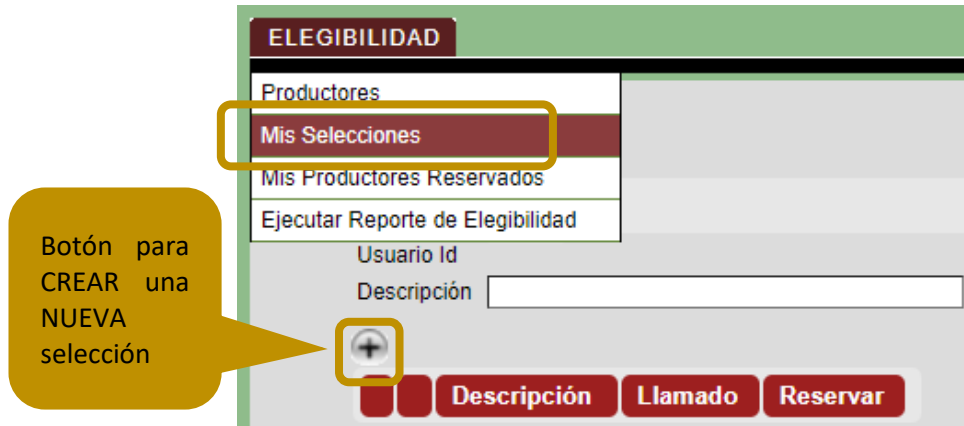 ELEGIBILIDAD
Productores
Mis Selecciones
Mis Productores Reservados
Ejecutar Reporte de Elegibilidad
Usuario Id
Descripción
Botón para
CREAR una
NUEVA
selección
Descripción Llamado Reservar